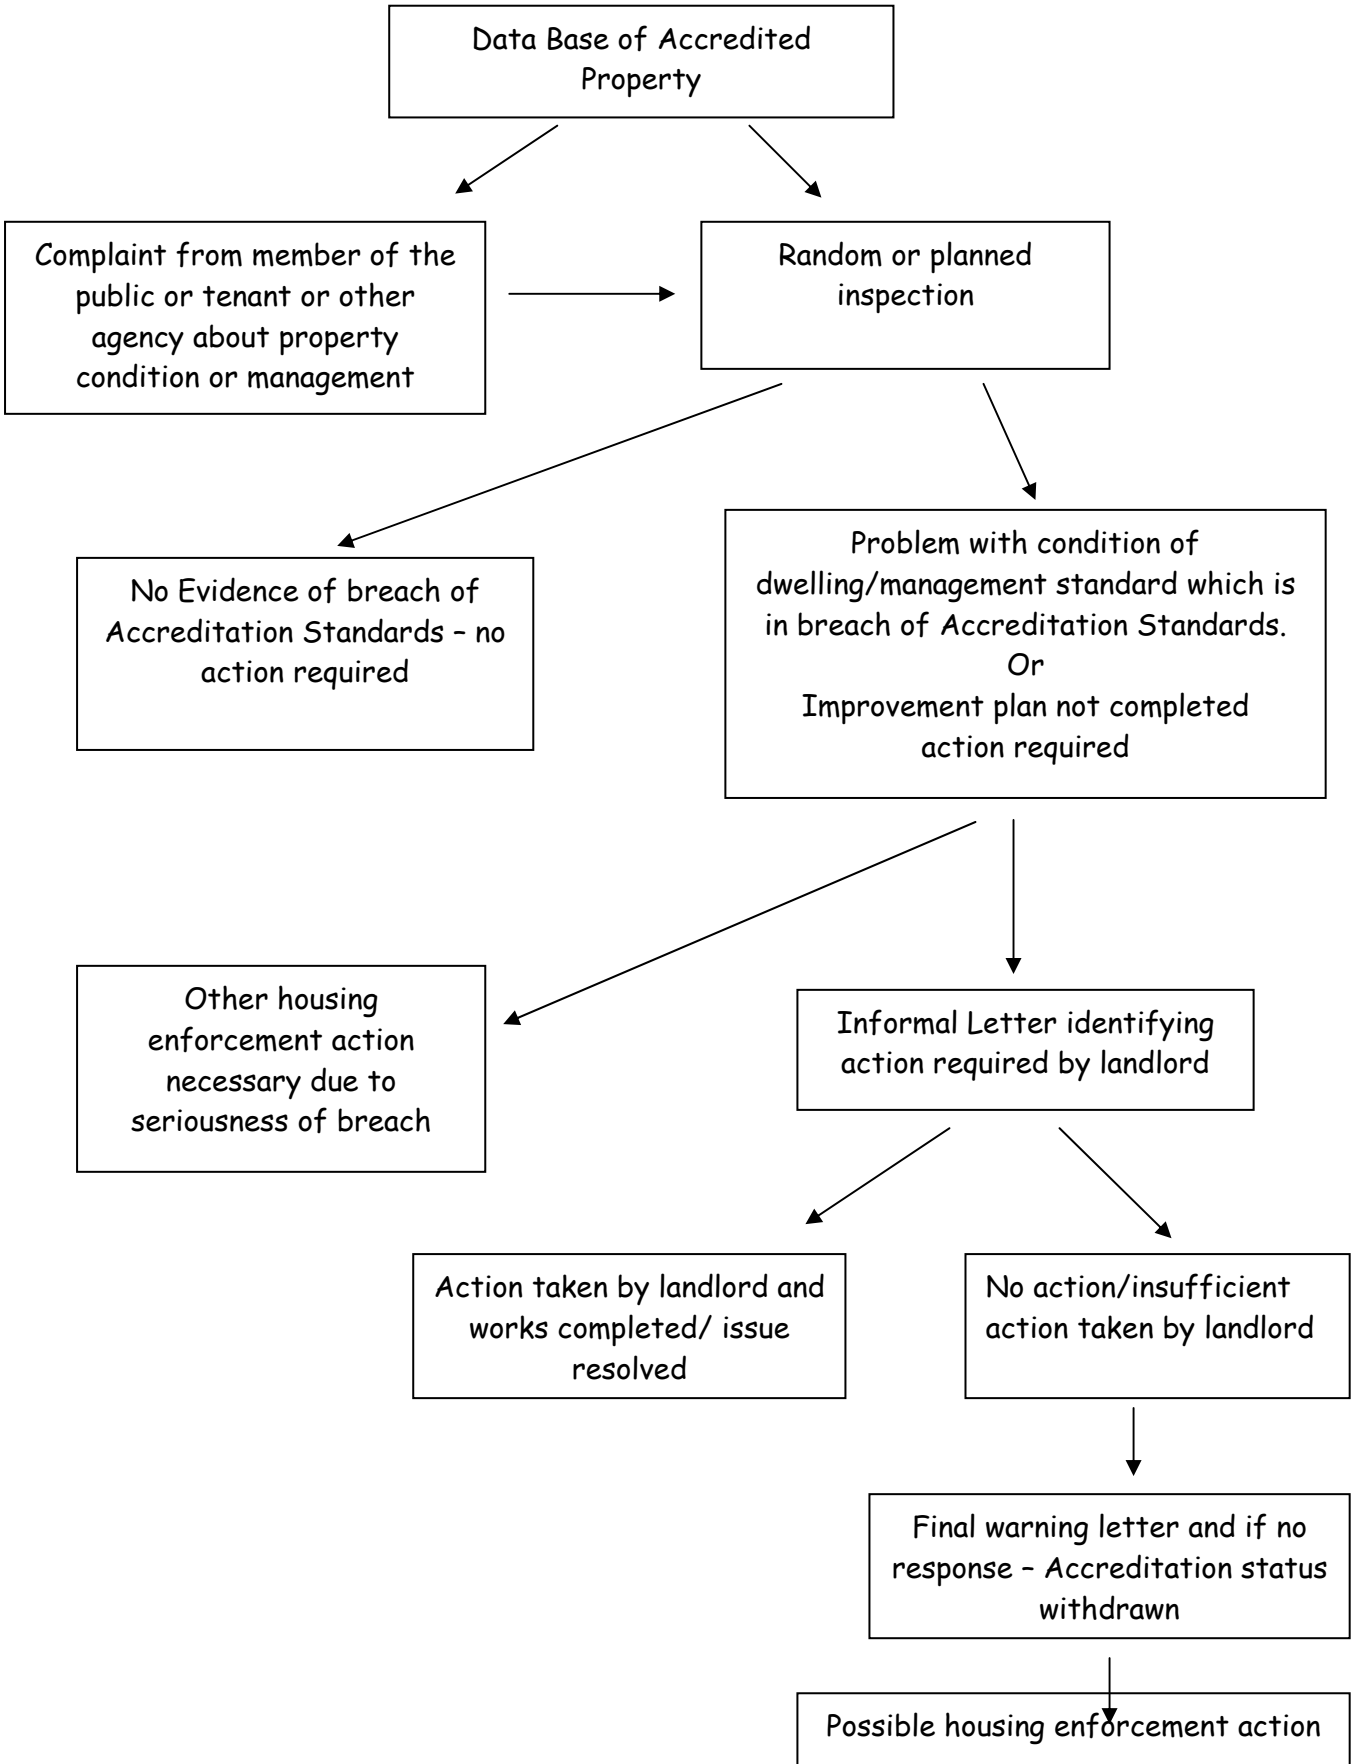 Data Base of Accredited
Property
Complaint from member of the
public or tenant or other
agency about property
condition or management
Random or planned
inspection
No Evidence of breach of
Accreditation Standards – no
action required
Problem with condition of
dwelling/management standard which is
in breach of Accreditation Standards.
Or
Improvement plan not completed
action required
Other housing
enforcement action
necessary due to
seriousness of breach
Informal Letter identifying
action required by landlord
Action taken by landlord and
works completed/ issue
resolved
No action/insufficient
action taken by landlord
Final warning letter and if no
response – Accreditation status
withdrawn
Possible housing enforcement action